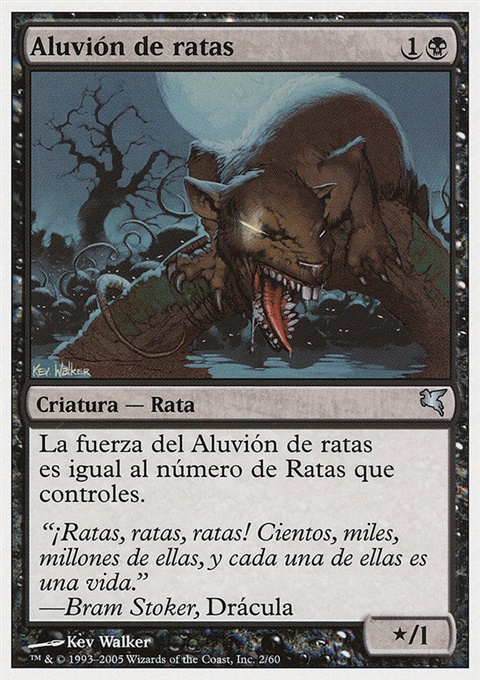 Aluvión de ratas 1
KEV WALKER
Criatura — Rata
La fuerza del Aluvión de ratas
es igual al número de Ratas que
controles.
“¡Ratas, ratas, ratas! Cientos, miles,
millones de ellas, y cada una de ellas es
una vida.”
—Bram Stoker, Drácula
Kev Walker
★/1
™ & © 1993–2005 Wizards of the Coast, Inc. 2/60